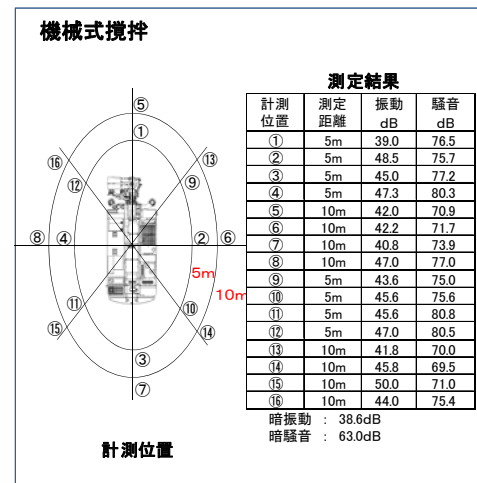 機械式撹拌
測定結果
計測位置 測定距離 振動dB 騒音dB
① 5m 39.0 76.5
② 5m 48.5 75.7
③ 5m 45.0 77.2
④ 5m 47.3 80.3
⑤ 10m 42.0 70.9
⑥ 10m 42.2 71.7
⑦ 10m 40.8 73.9
⑧ 10m 47.0 77.0
⑨ 5m 43.6 75.0
⑩ 5m 45.6 75.6
⑪ 5m 45.6 80.8
⑫ 5m 47.0 80.5
⑬ 10m 41.8 70.0
⑭ 10m 45.8 69.5
⑮ 10m 50.0 71.0
⑯ 10m 44.0 75.4
暗振動 : 38.6dB
暗騒音 : 63.0dB
⑤
①
⑯ ⑬
⑫ ⑨
⑧ ④ ② ⑥
5m
10m
⑪ ⑩
⑮ ⑭
③
⑦
計測位置